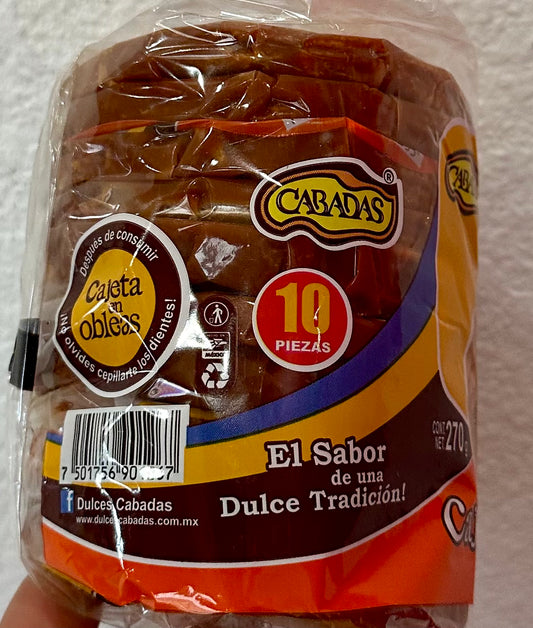 CABADAS
®
Después de consumir
Cajeta
en
obleas
¡No olvides cepillarte los dientes!
10
PIEZAS
MÉXICO
CONT
NET 270 g
El Sabor
de una
Dulce Tradición!
f Dulces Cabadas
www.dulcescabadas.com.mx